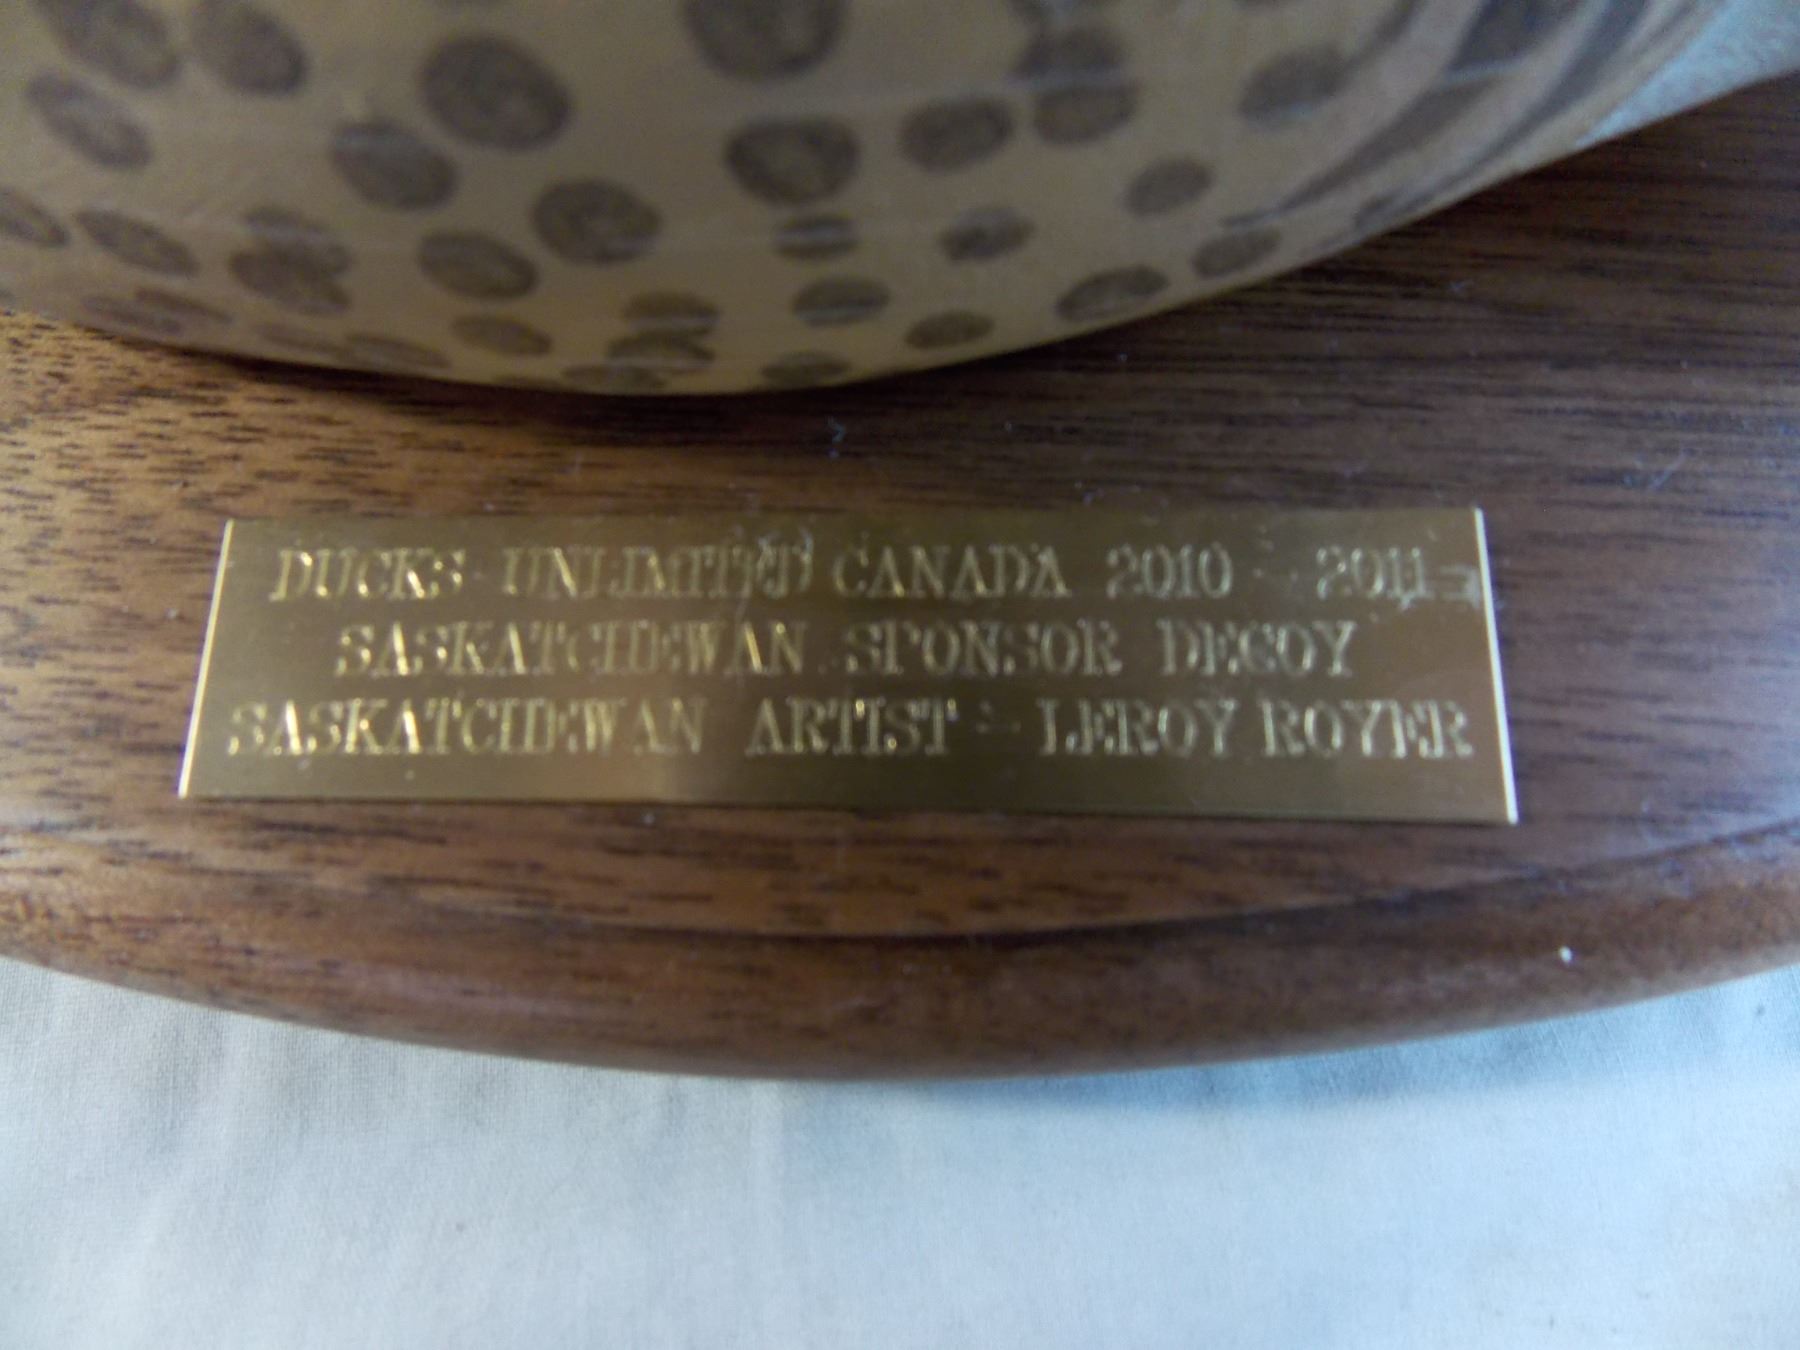 DUCKS UNLIMITED CANADA 2010 - 2011
SASKATCHEWAN SPONSOR DECOY
SASKATCHEWAN ARTIST - LEROY ROYER